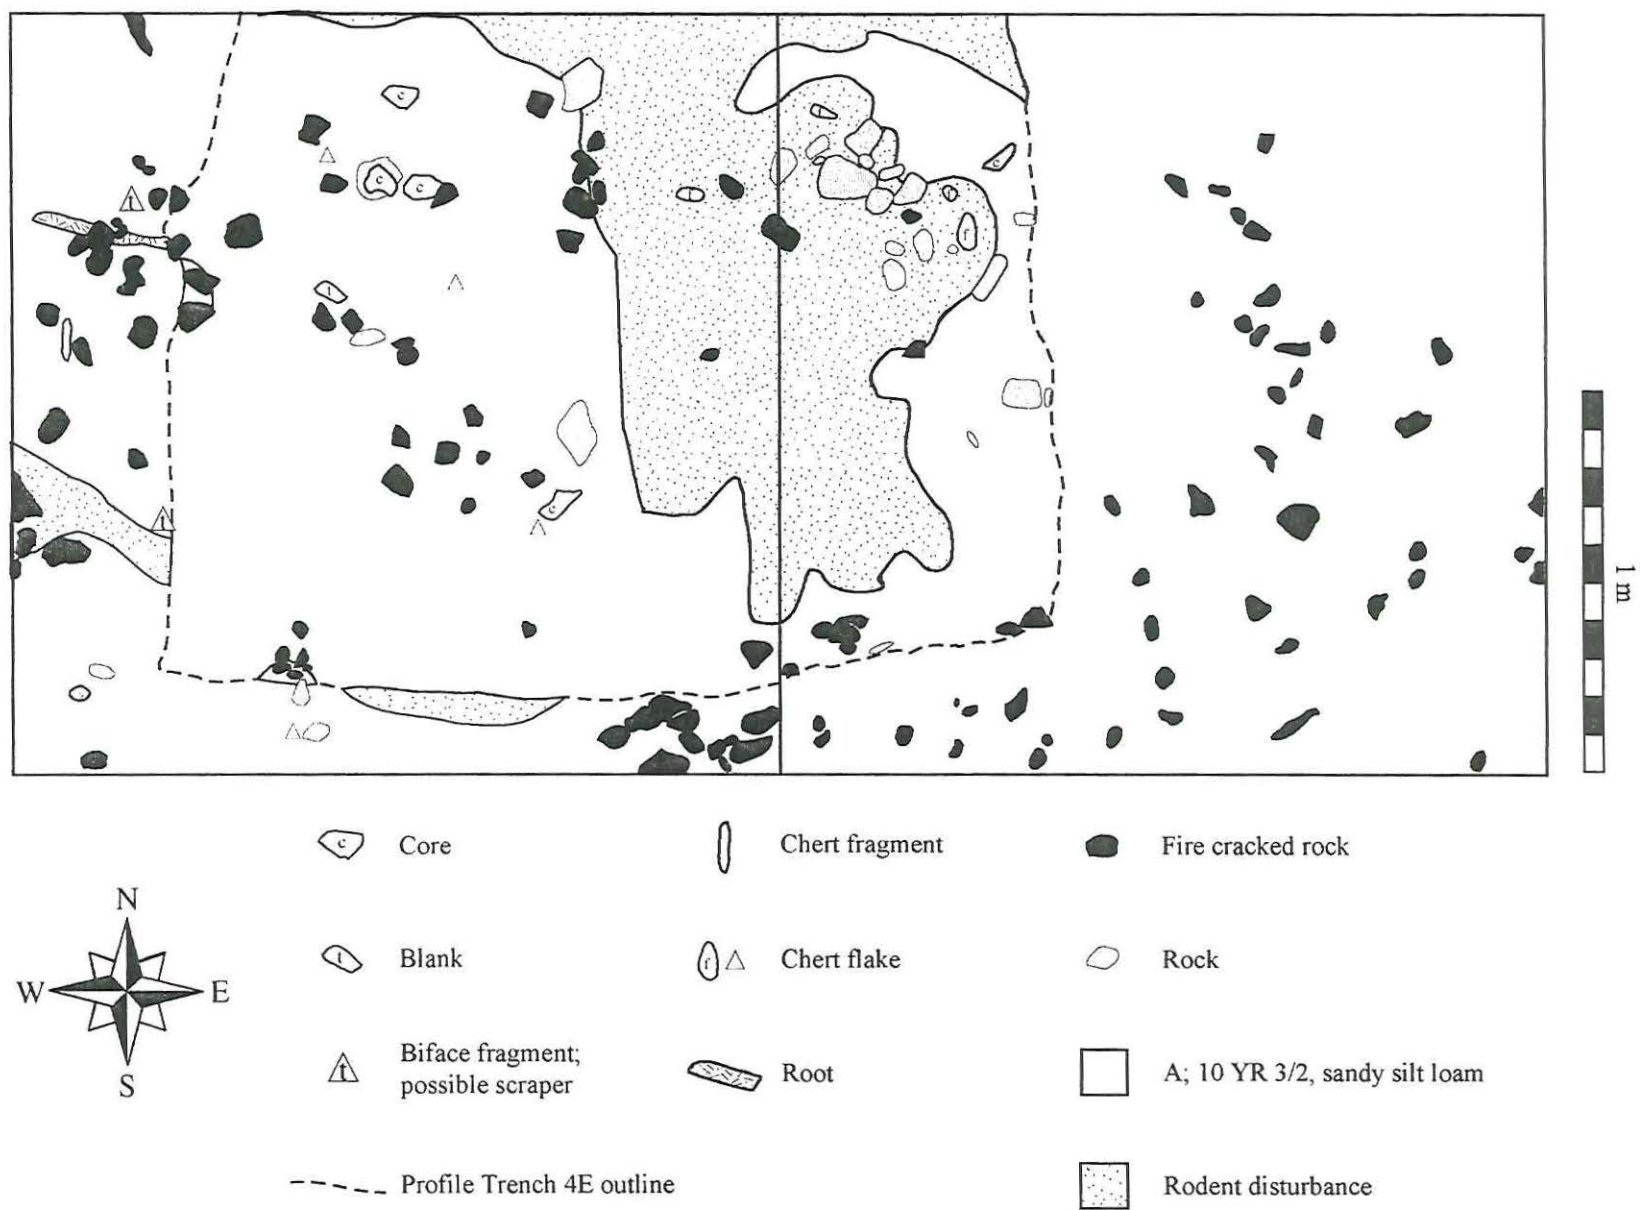 c
c
c
t
t
c
t
t
f
f
t
t
c
1 m
c
Core
Chert fragment
Fire cracked rock
N
W
E
S
t
Blank
f
Chert flake
Rock
t
Biface fragment;
possible scraper
Root
A; 10 YR 3/2, sandy silt loam
Profile Trench 4E outline
Rodent disturbance